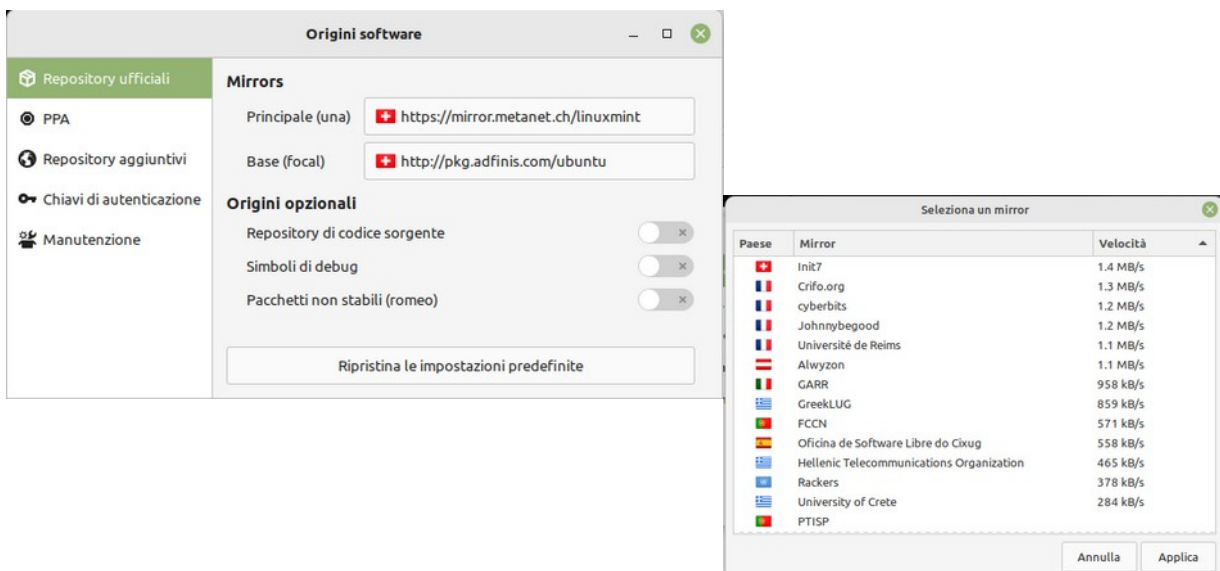 Origini software
Repository ufficiali
PPA
Repository aggiuntivi
Chiavi di autenticazione
Manutenzione
Mirrors
Principale (una) https://mirror.metanet.ch/linuxmint
Base (focal) http://pkg.adfinis.com/ubuntu
Origini opzionali
Repository di codice sorgente
Simboli di debug
Pacchetti non stabili (romeo)
Ripristina le impostazioni predefinite
Seleziona un mirror
Paese Mirror Velocità
Init7 1.4 MB/s
Crifo.org 1.3 MB/s
cyberbits 1.2 MB/s
Johnnybegood 1.2 MB/s
Université de Reims 1.1 MB/s
Alwyzon 1.1 MB/s
GARR 958 kB/s
GreekLUG 859 kB/s
FCCN 571 kB/s
Oficina de Software Libre do Cixug 558 kB/s
Hellenic Telecommunications Organization 465 kB/s
Rackers 378 kB/s
University of Crete 284 kB/s
PTISP
Annulla Applica